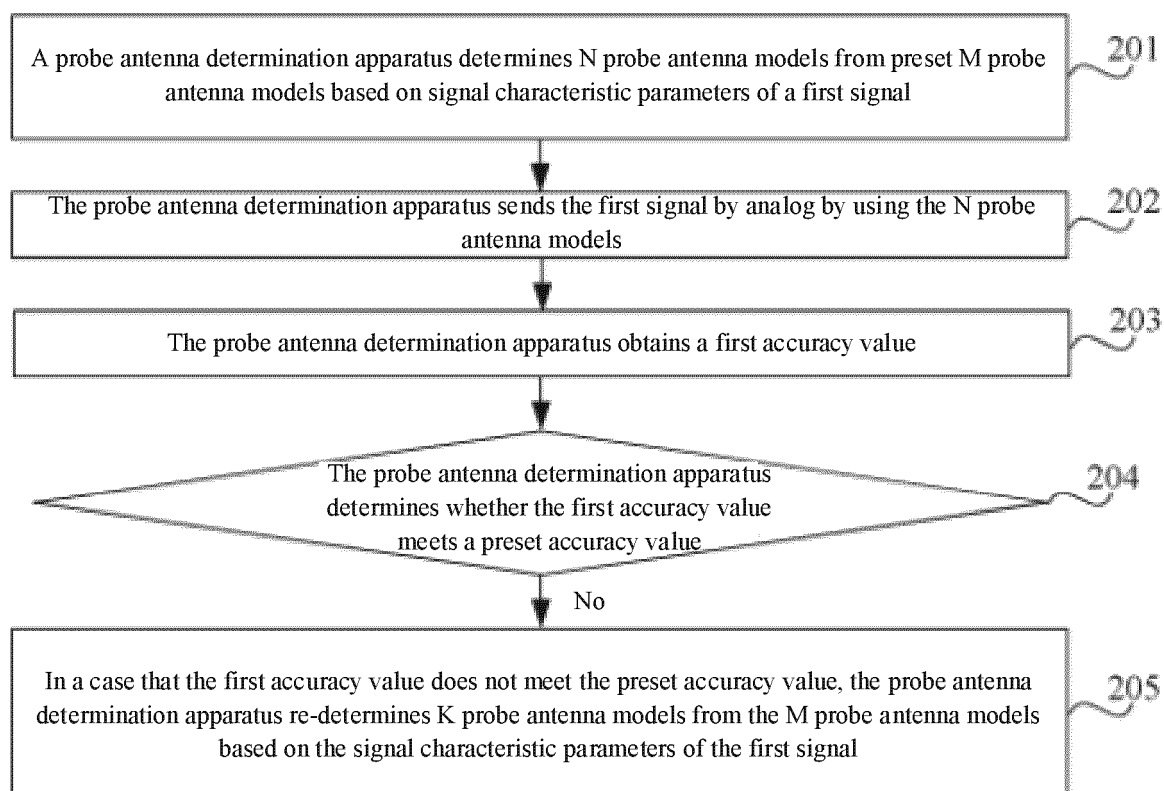 A probe antenna determination apparatus determines N probe antenna models from preset M probe
antenna models based on signal characteristic parameters of a first signal
201
The probe antenna determination apparatus sends the first signal by analog by using the N probe
antenna models
202
The probe antenna determination apparatus obtains a first accuracy value
203
The probe antenna determination apparatus
determines whether the first accuracy value
meets a preset accuracy value
204
No
In a case that the first accuracy value does not meet the preset accuracy value, the probe antenna
determination apparatus re-determines K probe antenna models from the M probe antenna models
based on the signal characteristic parameters of the first signal
205